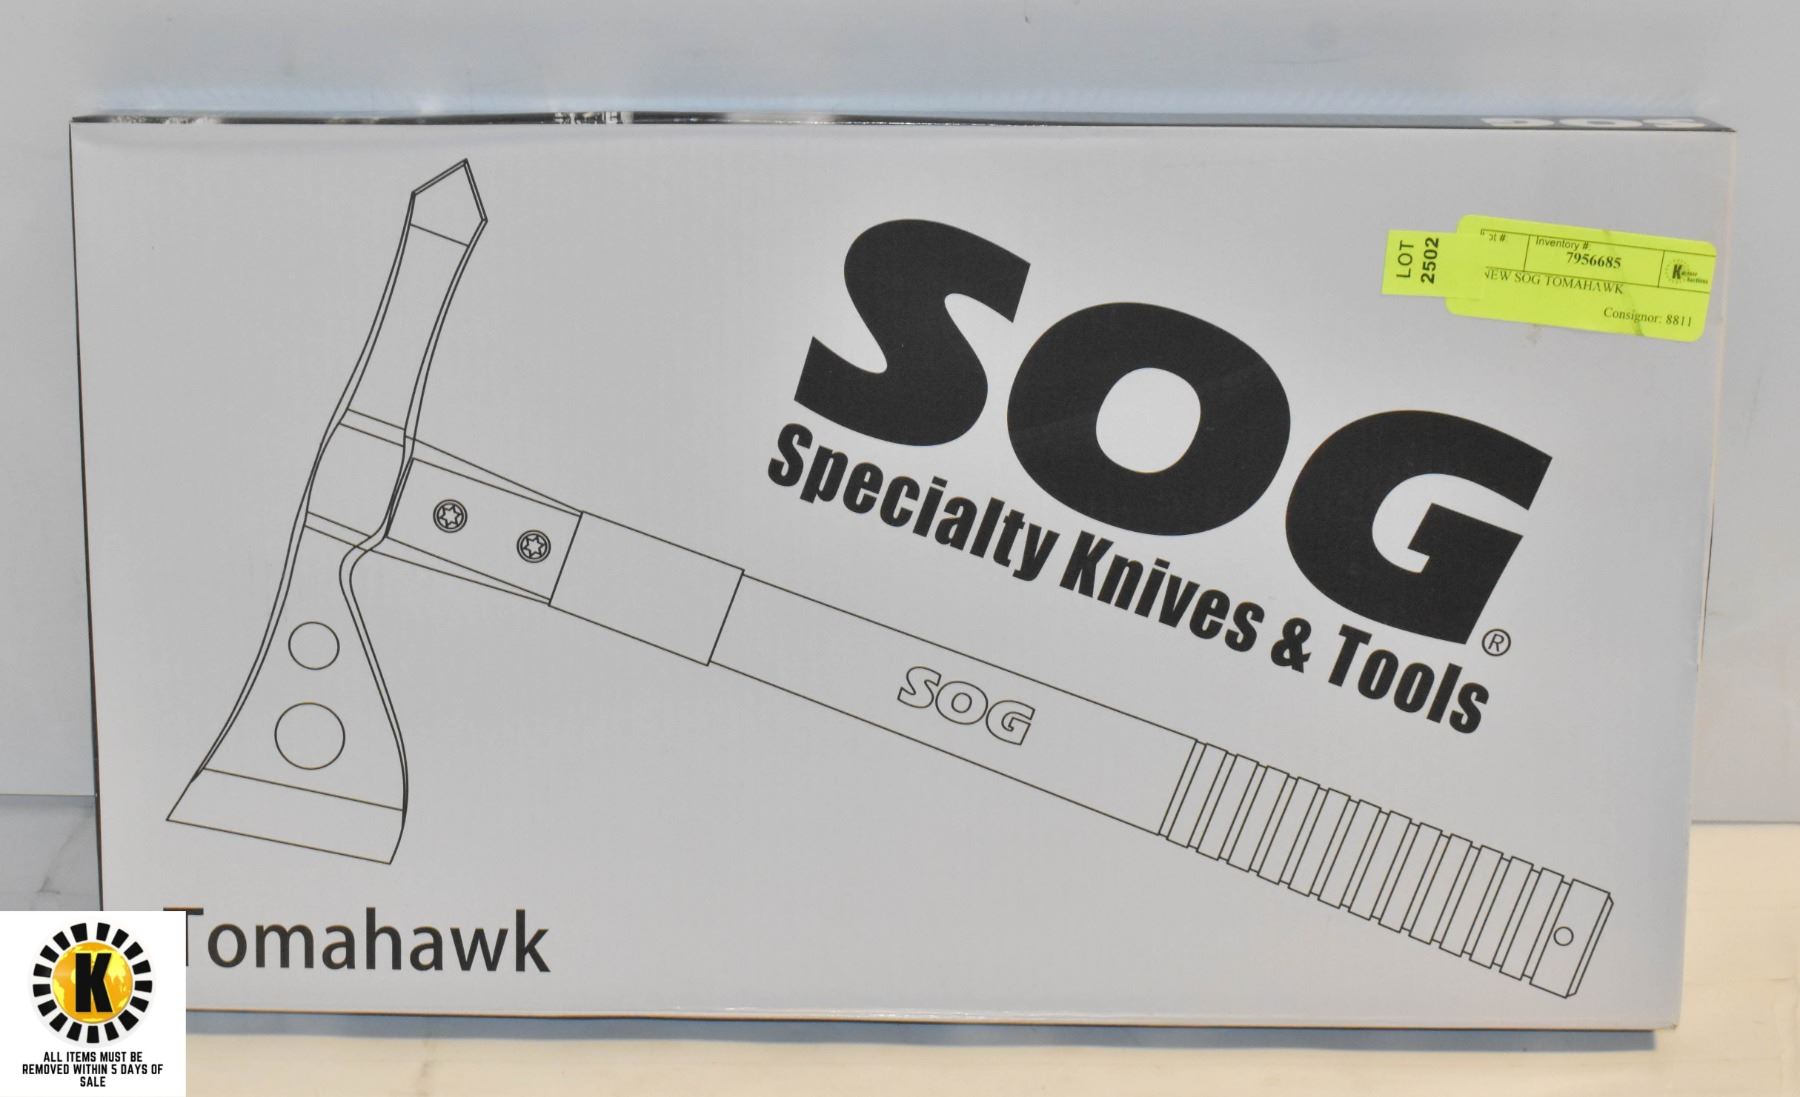 SOG
SOG
Specialty Knives & Tools
®
LOT
2502
Inventory #:
7956685
NEW SOG TOMAHAWK
Consignor: 8811
SOG
Tomahawk
K
ALL ITEMS MUST BE
REMOVED WITHIN 5 DAYS OF
SALE